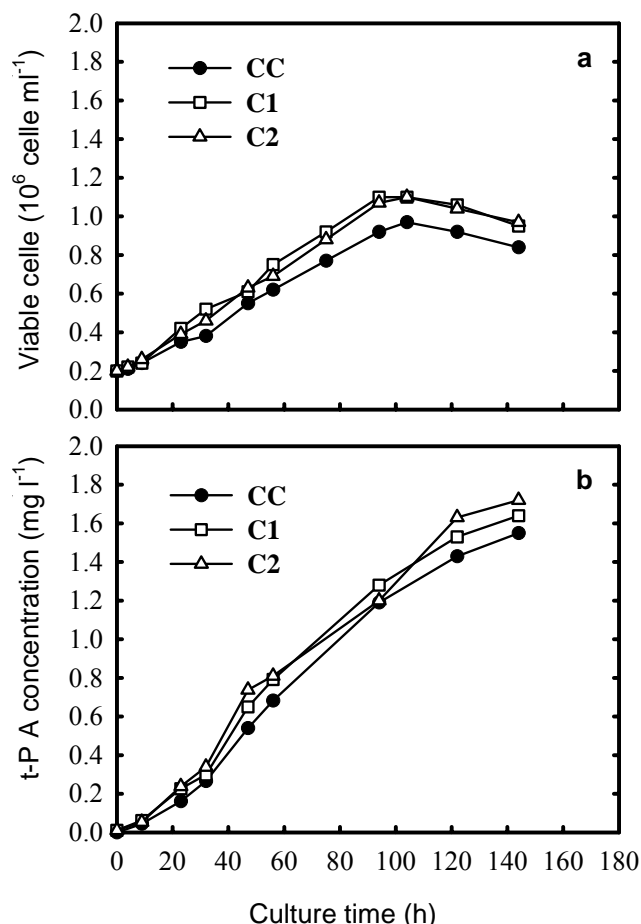 2.0
1.8
1.6
1.4
1.2
1.0
0.8
0.6
0.4
0.2
0.0
Viable celle (10⁶ celle ml⁻¹)
a
CC
C1
C2
2.0
1.8
1.6
1.4
1.2
1.0
0.8
0.6
0.4
0.2
0.0
t-P A concentration (mg l⁻¹)
b
CC
C1
C2
0 20 40 60 80 100 120 140 160 180
Culture time (h)